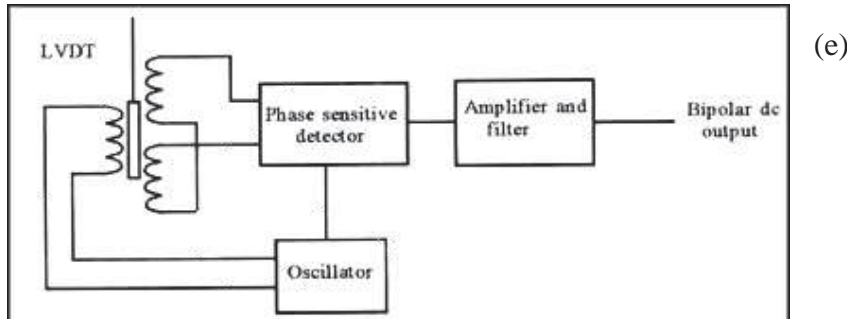 LVDT
(e)
Phase sensitive
detector
Amplifier and
filter
Bipolar dc
output
Oscillator